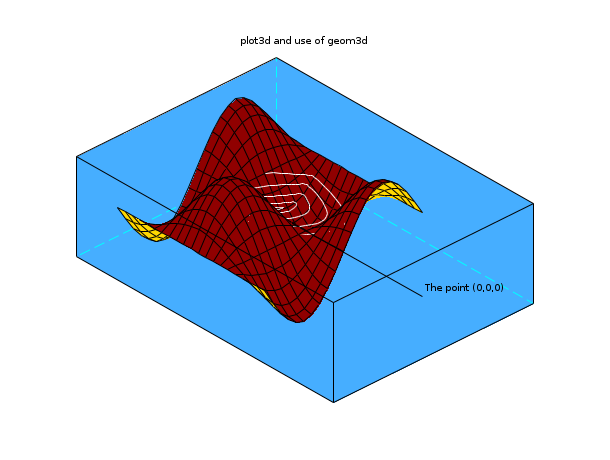 plot3d and use of geom3d
The point (0,0,0)